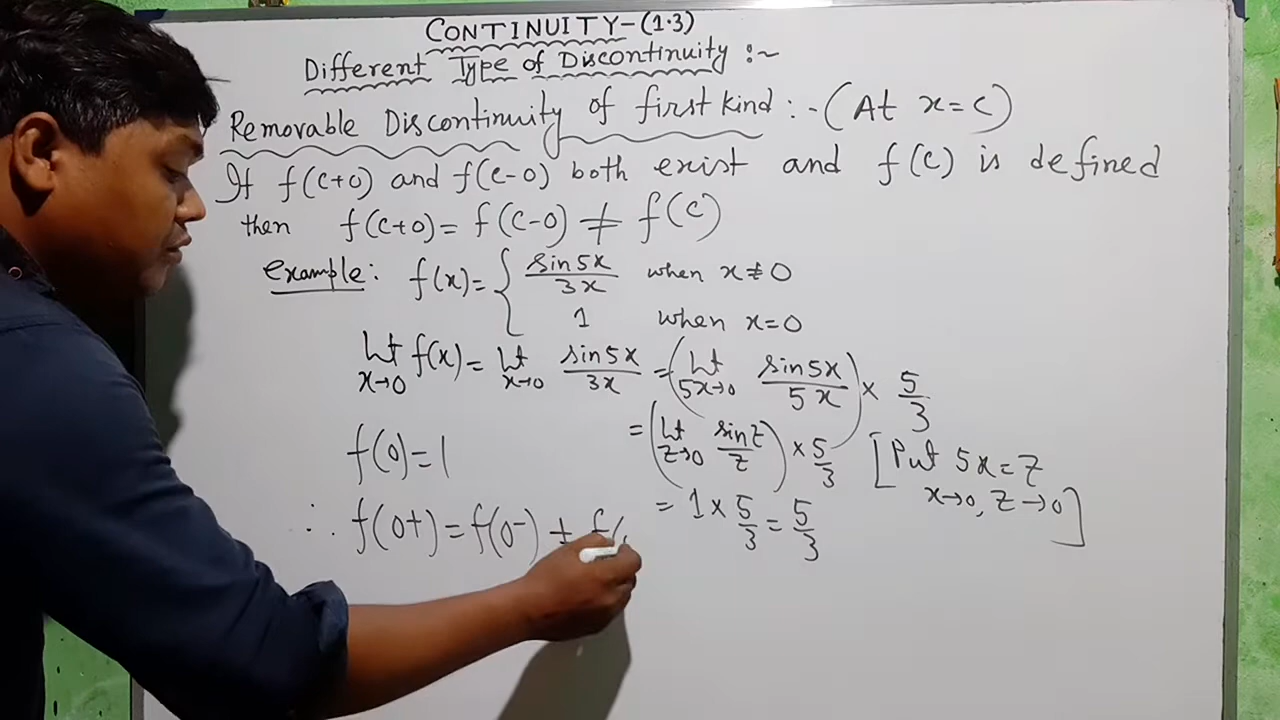 CONTINUITY-(1.3)
Different Type of Discontinuity :~
Removable Discontinuity of first kind : - (At x=c)
If f(c+0) and f(c-0) both exist and f(c) is defined
then f(c+0) = f(c-0) ≠ f(c)
example: f(x) = { sin5x/3x when x≠0
1 when x=0
lt x→0 f(x) = lt x→0 sin5x/3x = (lt 5x→0 sin5x/5x) × 5/3
= (lt z→0 sinz/z) × 5/3 [Put 5x=z
x→0, z→0]
f(0)=1
= 1 × 5/3 = 5/3
∴ f(0+) = f(0-) ≠ f(